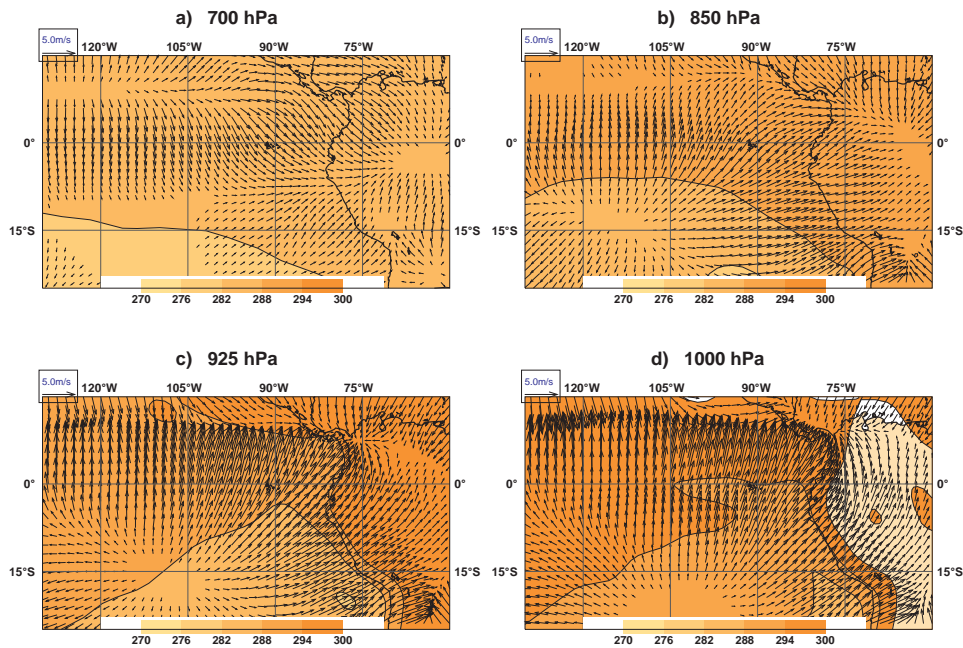 a) 700 hPa
5.0m/s
120°W 105°W 90°W 75°W
0° 0°
15°S 15°S
270 276 282 288 294 300
b) 850 hPa
5.0m/s
120°W 105°W 90°W 75°W
0° 0°
15°S 15°S
270 276 282 288 294 300
c) 925 hPa
5.0m/s
120°W 105°W 90°W 75°W
0° 0°
15°S 15°S
270 276 282 288 294 300
d) 1000 hPa
5.0m/s
120°W 105°W 90°W 75°W
0° 0°
15°S 15°S
270 276 282 288 294 300